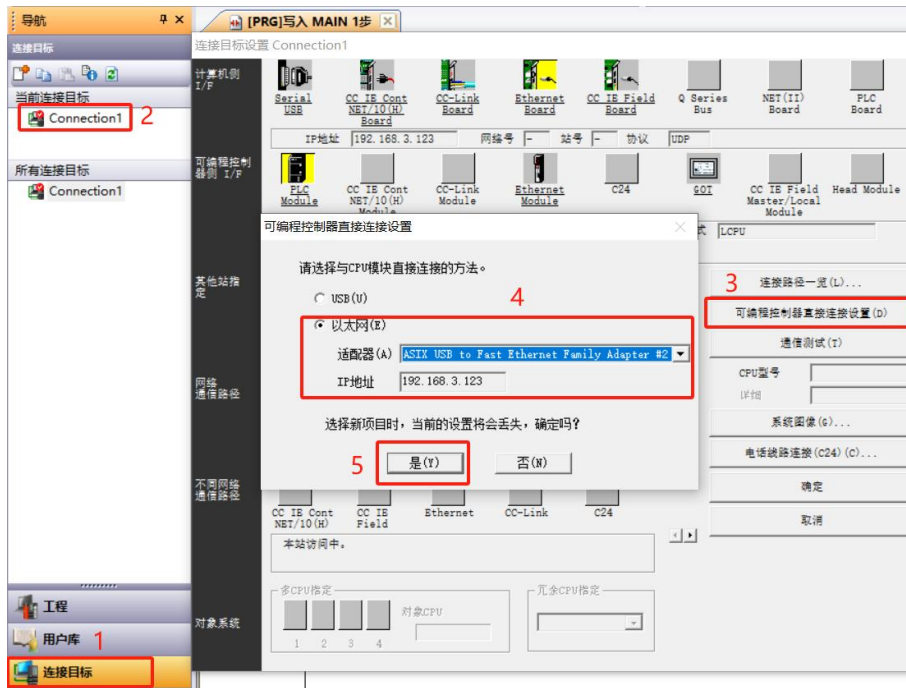 导航
[PRG]写入 MAIN 1步
连接目标
连接目标设置 Connection1
当前连接目标
Connection1
2
所有连接目标
Connection1
计算机侧
I/F
Serial
USB
CC IE Cont
NET/10(H)
Board
CC-Link
Board
Ethernet
Board
CC IE Field
Board
Q Series
Bus
NET(II)
Board
PLC
Board
IP地址 192.168.3.123 网络号 - 站号 - 协议 UDP
可编程控制
器侧 I/F
PLC
Module
CC IE Cont
NET/10(H)
Module
CC-Link
Module
Ethernet
Module
C24
GOT
CC IE Field
Master/Local
Module
Head Module
式 LCPU
可编程控制器直接连接设置
请选择与CPU模块直接连接的方法。
USB(U)
4
以太网(E)
适配器(A) ASIX USB to Fast Ethernet Family Adapter #2
IP地址 192.168.3.123
选择新项目时，当前的设置将会丢失，确定吗?
5
是(Y)
否(N)
其他站指
定
网络
通信路径
不同网络
通信路径
3
连接路径一览(L)...
可编程控制器直接连接设置(D)
通信测试(T)
CPU型号
详细
系统图像(G)...
电话线路连接(C24)(C)...
确定
取消
CC IE Cont
NET/10(H)
CC IE
Field
Ethernet
CC-Link
C24
本站访问中。
对象系统
多CPU指定
对象CPU
1 2 3 4
冗余CPU指定
工程
用户库
1
连接目标